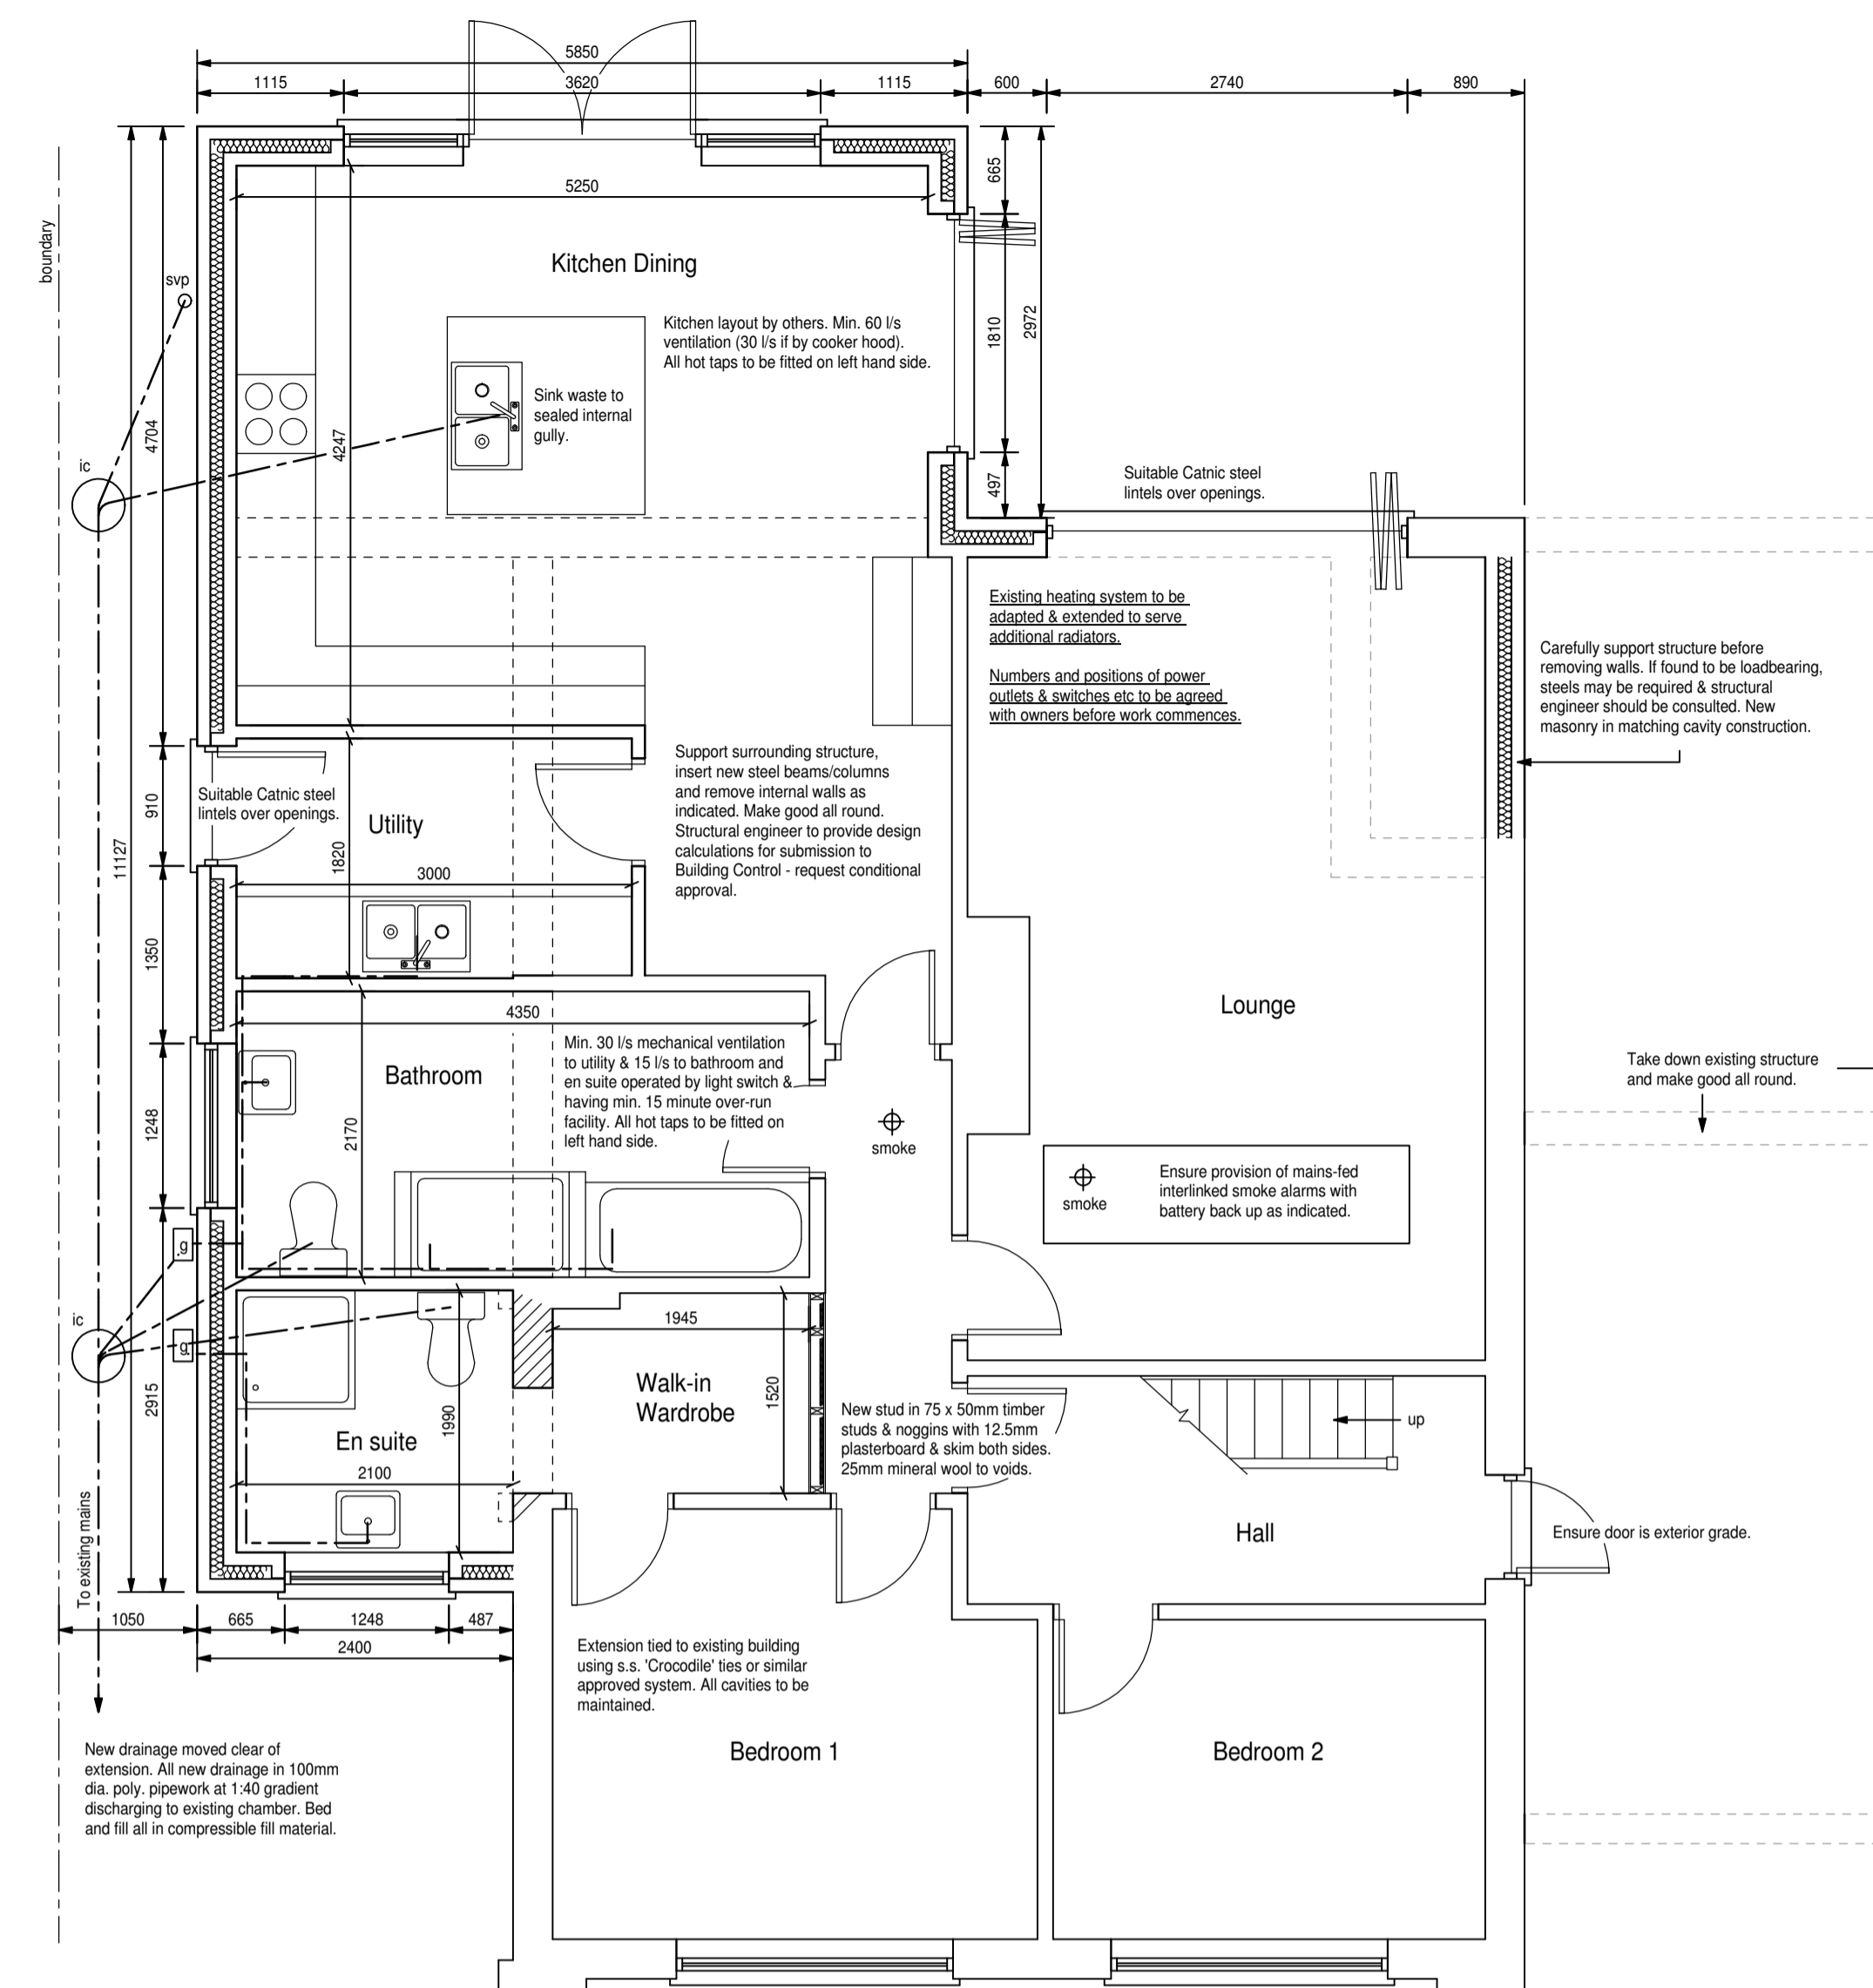 5850
1115
3620
1115
600
2740
890
665
5250
boundary
svp
Kitchen Dining
1810
2972
Kitchen layout by others. Min. 60 l/s
ventilation (30 l/s if by cooker hood).
All hot taps to be fitted on left hand side.
Sink waste to
sealed internal
gully.
4704
4247
ic
497
Suitable Catnic steel
lintels over openings.
Existing heating system to be
adapted & extended to serve
additional radiators.
Numbers and positions of power
outlets & switches etc to be agreed
with owners before work commences.
Carefully support structure before
removing walls. If found to be loadbearing,
steels may be required & structural
engineer should be consulted. New
masonry in matching cavity construction.
Support surrounding structure,
insert new steel beams/columns
and remove internal walls as
indicated. Make good all round.
Structural engineer to provide design
calculations for submission to
Building Control - request conditional
approval.
910
Suitable Catnic steel
lintels over openings.
Utility
11127
1820
3000
1350
4350
Lounge
Min. 30 l/s mechanical ventilation
to utility & 15 l/s to bathroom and
en suite operated by light switch &
having min. 15 minute over-run
facility. All hot taps to be fitted on
left hand side.
Bathroom
1248
2170
smoke
Take down existing structure
and make good all round.
smoke
Ensure provision of mains-fed
interlinked smoke alarms with
battery back up as indicated.
g
ic
g
1945
Walk-in
Wardrobe
1520
2915
1990
En suite
2100
New stud in 75 x 50mm timber
studs & noggins with 12.5mm
plasterboard & skim both sides.
25mm mineral wool to voids.
up
To existing mains
Hall
Ensure door is exterior grade.
1050
665
1248
487
2400
Extension tied to existing building
using s.s. 'Crocodile' ties or similar
approved system. All cavities to be
maintained.
Bedroom 1
Bedroom 2
New drainage moved clear of
extension. All new drainage in 100mm
dia. poly. pipework at 1:40 gradient
discharging to existing chamber. Bed
and fill all in compressible fill material.